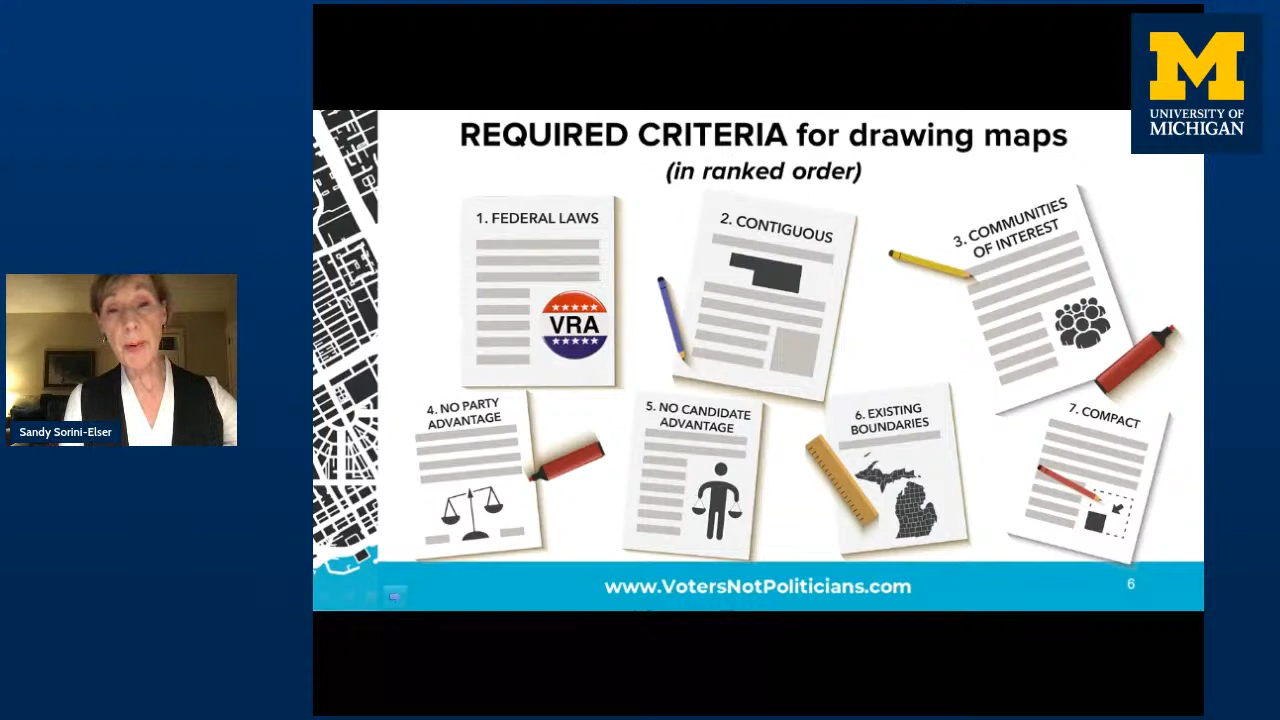 REQUIRED CRITERIA for drawing maps
(in ranked order)
1. FEDERAL LAWS
VRA
2. CONTIGUOUS
3. COMMUNITIES
OF INTEREST
4. NO PARTY
ADVANTAGE
5. NO CANDIDATE
ADVANTAGE
6. EXISTING
BOUNDARIES
7. COMPACT
www.VotersNotPoliticians.com
6
Sandy Sorini-Elser
M
UNIVERSITY OF
MICHIGAN